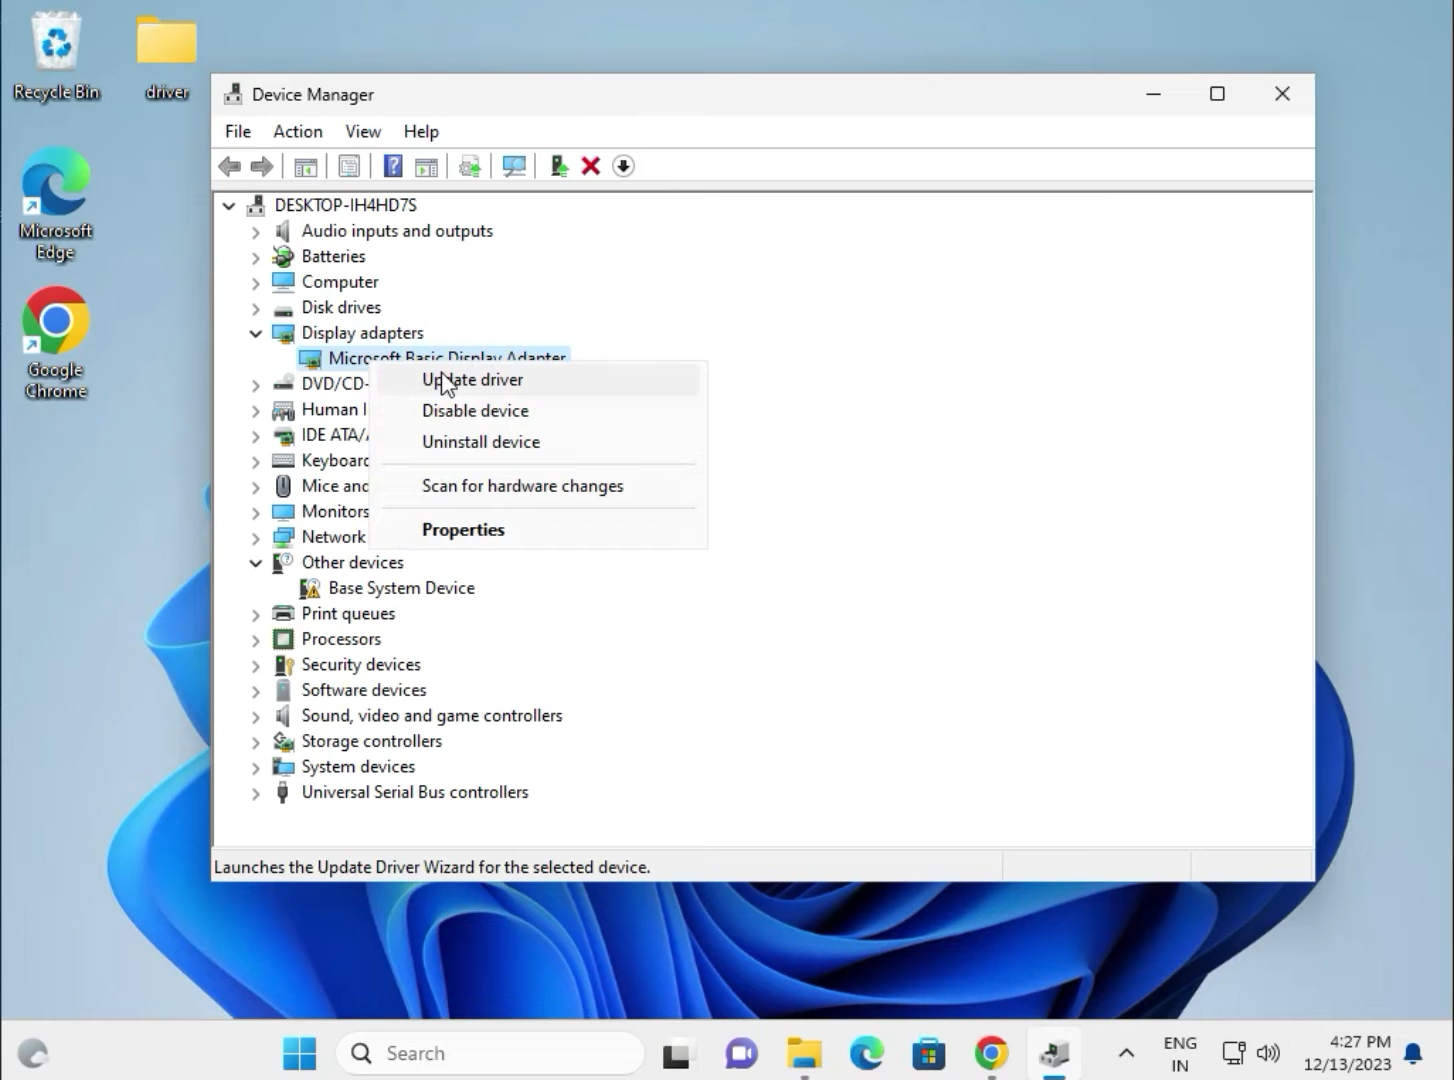 Recycle Bin
driver
Microsoft
Edge
Google
Chrome
Device Manager
File Action View Help
DESKTOP-IH4HD7S
Audio inputs and outputs
Batteries
Computer
Disk drives
Display adapters
Microsoft Basic Display Adapter
DVD/CD-
Human I
IDE ATA/
Keyboard
Mice and
Monitors
Network
Update driver
Disable device
Uninstall device
Scan for hardware changes
Properties
Other devices
Base System Device
Print queues
Processors
Security devices
Software devices
Sound, video and game controllers
Storage controllers
System devices
Universal Serial Bus controllers
Launches the Update Driver Wizard for the selected device.
Search
ENG
IN
4:27 PM
12/13/2023